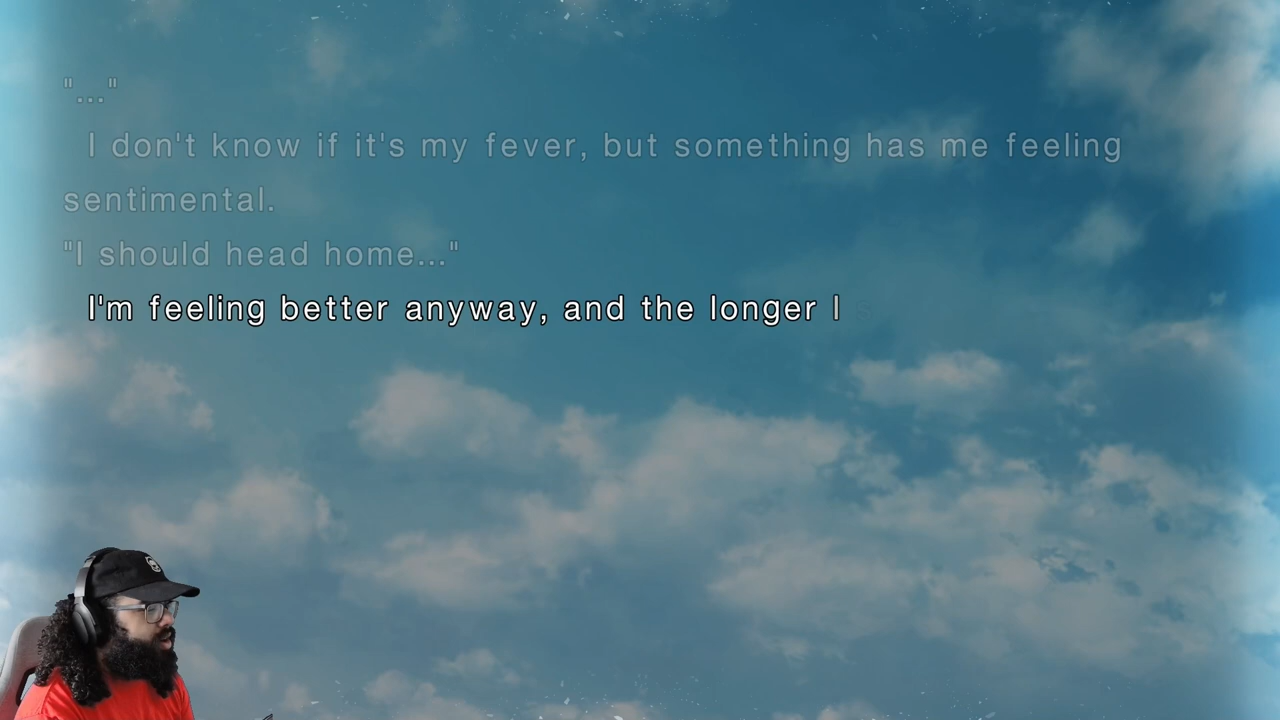 "..."
I don't know if it's my fever, but something has me feeling
sentimental.
"I should head home..."
I'm feeling better anyway, and the longer I s